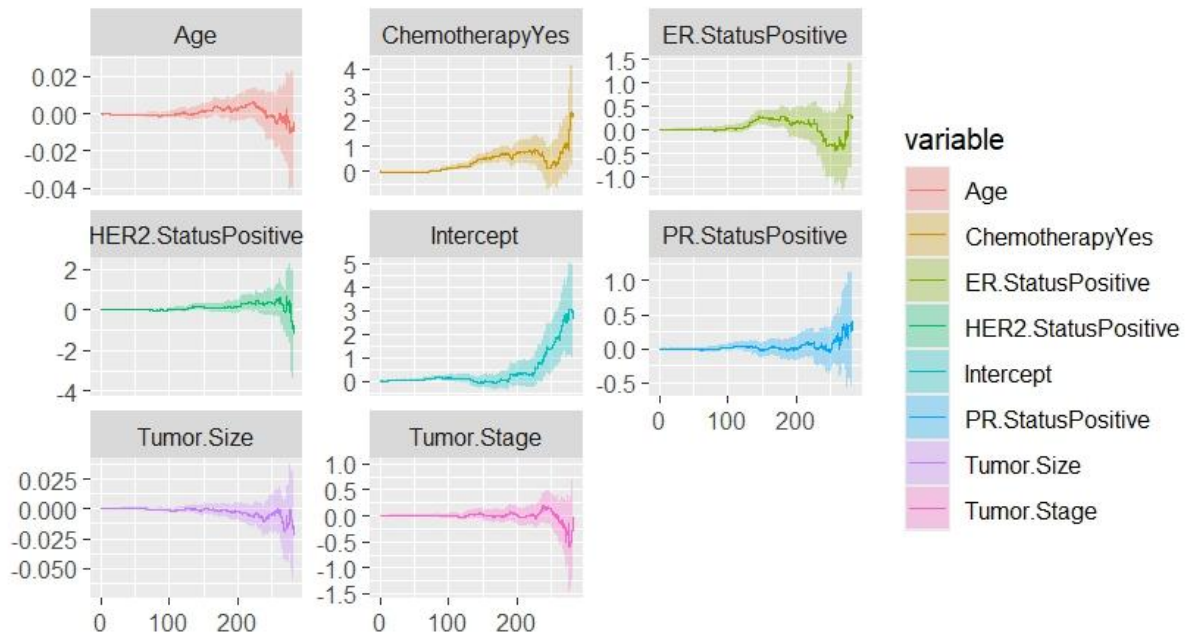 Age
0.02
0.00
-0.02
-0.04
ChemotherapyYes
4
3
2
1
0
ER.StatusPositive
1.5
1.0
0.5
0.0
-0.5
-1.0
HER2.StatusPositive
2
0
-2
-4
Intercept
5
4
3
2
1
0
PR.StatusPositive
1.0
0.5
0.0
-0.5
0 100 200
Tumor.Size
0.025
0.000
-0.025
-0.050
0 100 200
Tumor.Stage
1.0
0.5
0.0
-0.5
-1.0
-1.5
0 100 200
variable
Age
ChemotherapyYes
ER.StatusPositive
HER2.StatusPositive
Intercept
PR.StatusPositive
Tumor.Size
Tumor.Stage